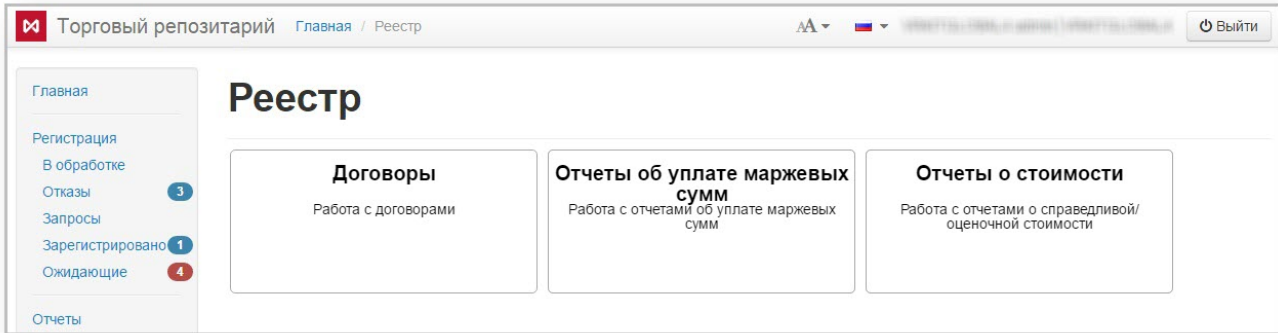 Торговый репозитарий Главная / Реестр AA Выйти
Главная
Регистрация
В обработке
Отказы 3
Запросы
Зарегистрировано 1
Ожидающие 4
Отчеты
Реестр
Договоры
Работа с договорами
Отчеты об уплате маржевых
сумм
Работа с отчетами об уплате маржевых
сумм
Отчеты о стоимости
Работа с отчетами о справедливой/
оценочной стоимости